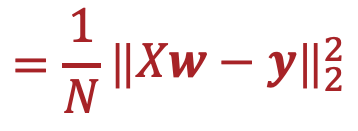 = 1/N ||Xw − y||₂²